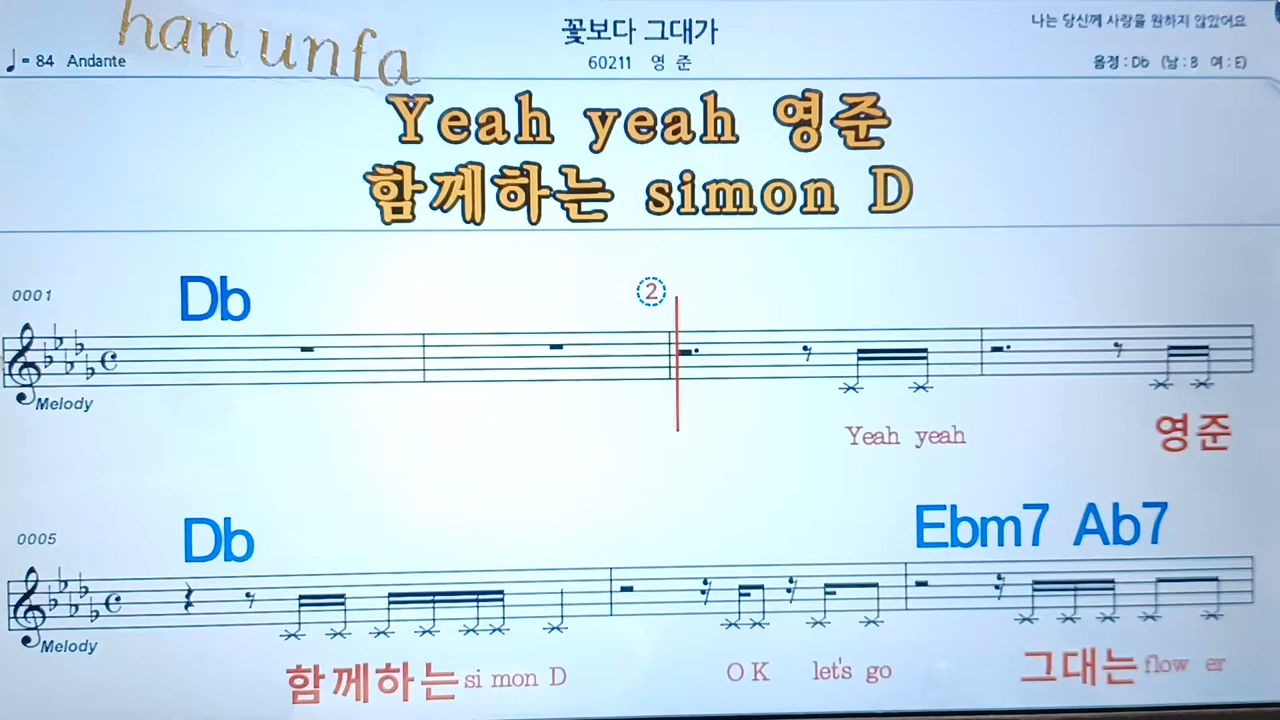 han unfa
꽃보다 그대가
나는 당신께 사랑을 원하지 않았어요
♩= 84 Andante
60211 영 준
음정 : Db (남 : B 여 : E)
Yeah yeah 영준
함께하는 simon D
0001
Db
②
Melody
Yeah yeah 영준
0005
Db Ebm7 Ab7
Melody
함께하는 si mon D O K let's go 그대는 flow er